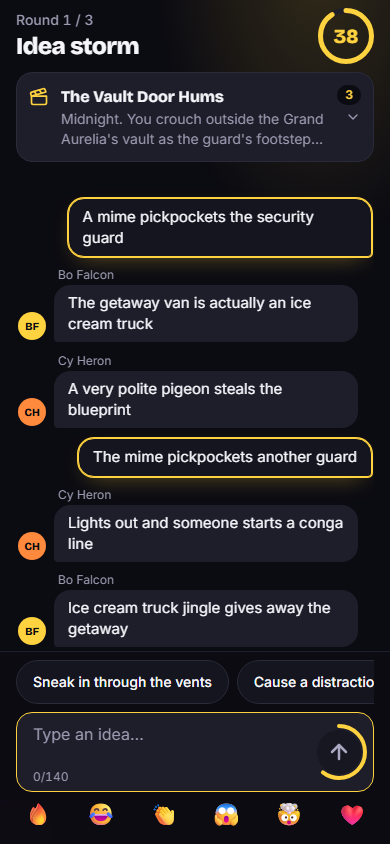 Round 1 / 3
Idea storm
38
The Vault Door Hums
3
Midnight. You crouch outside the Grand
Aurelia's vault as the guard's footstep...
A mime pickpockets the security
guard
Bo Falcon
BF
The getaway van is actually an ice
cream truck
Cy Heron
CH
A very polite pigeon steals the
blueprint
The mime pickpockets another guard
Cy Heron
CH
Lights out and someone starts a conga
line
Bo Falcon
BF
Ice cream truck jingle gives away the
getaway
Sneak in through the vents
Cause a distractio
Type an idea...
0/140